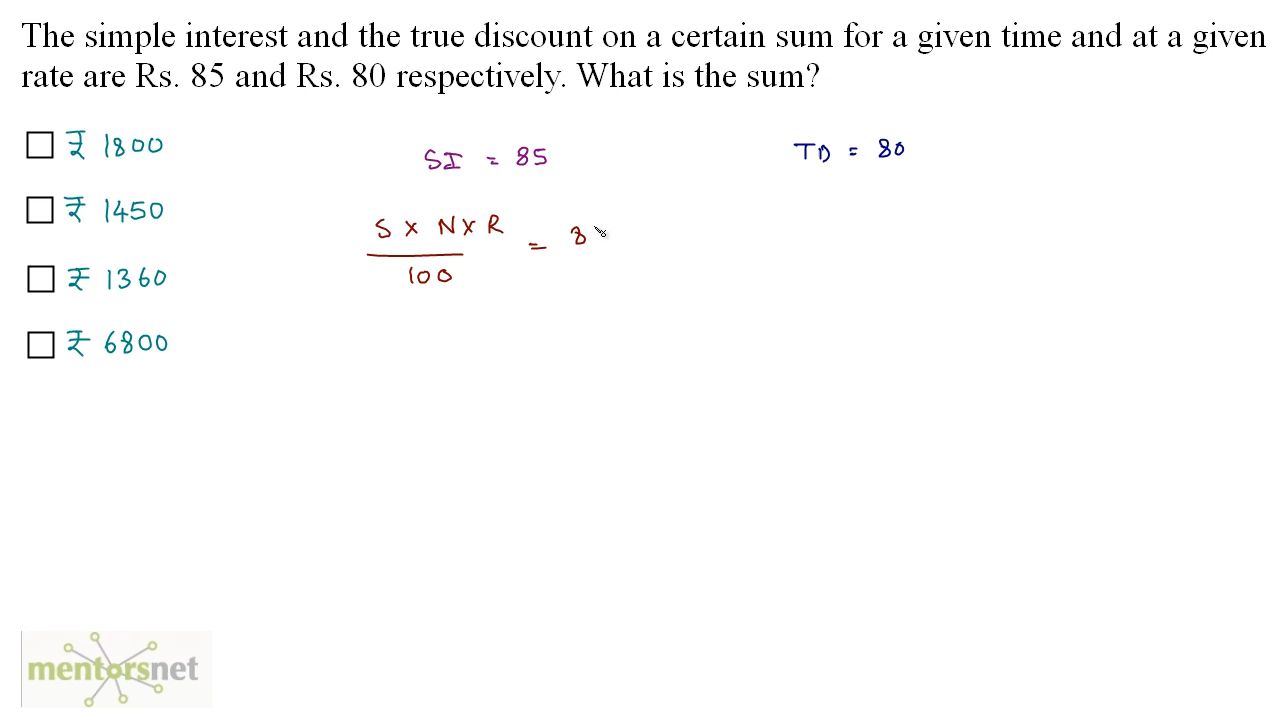 The simple interest and the true discount on a certain sum for a given time and at a given
rate are Rs. 85 and Rs. 80 respectively. What is the sum?
₹ 1800
₹ 1450
₹ 1360
₹ 6800
SI = 85
TD = 80
S × N × R
100
= 8
mentorsnet